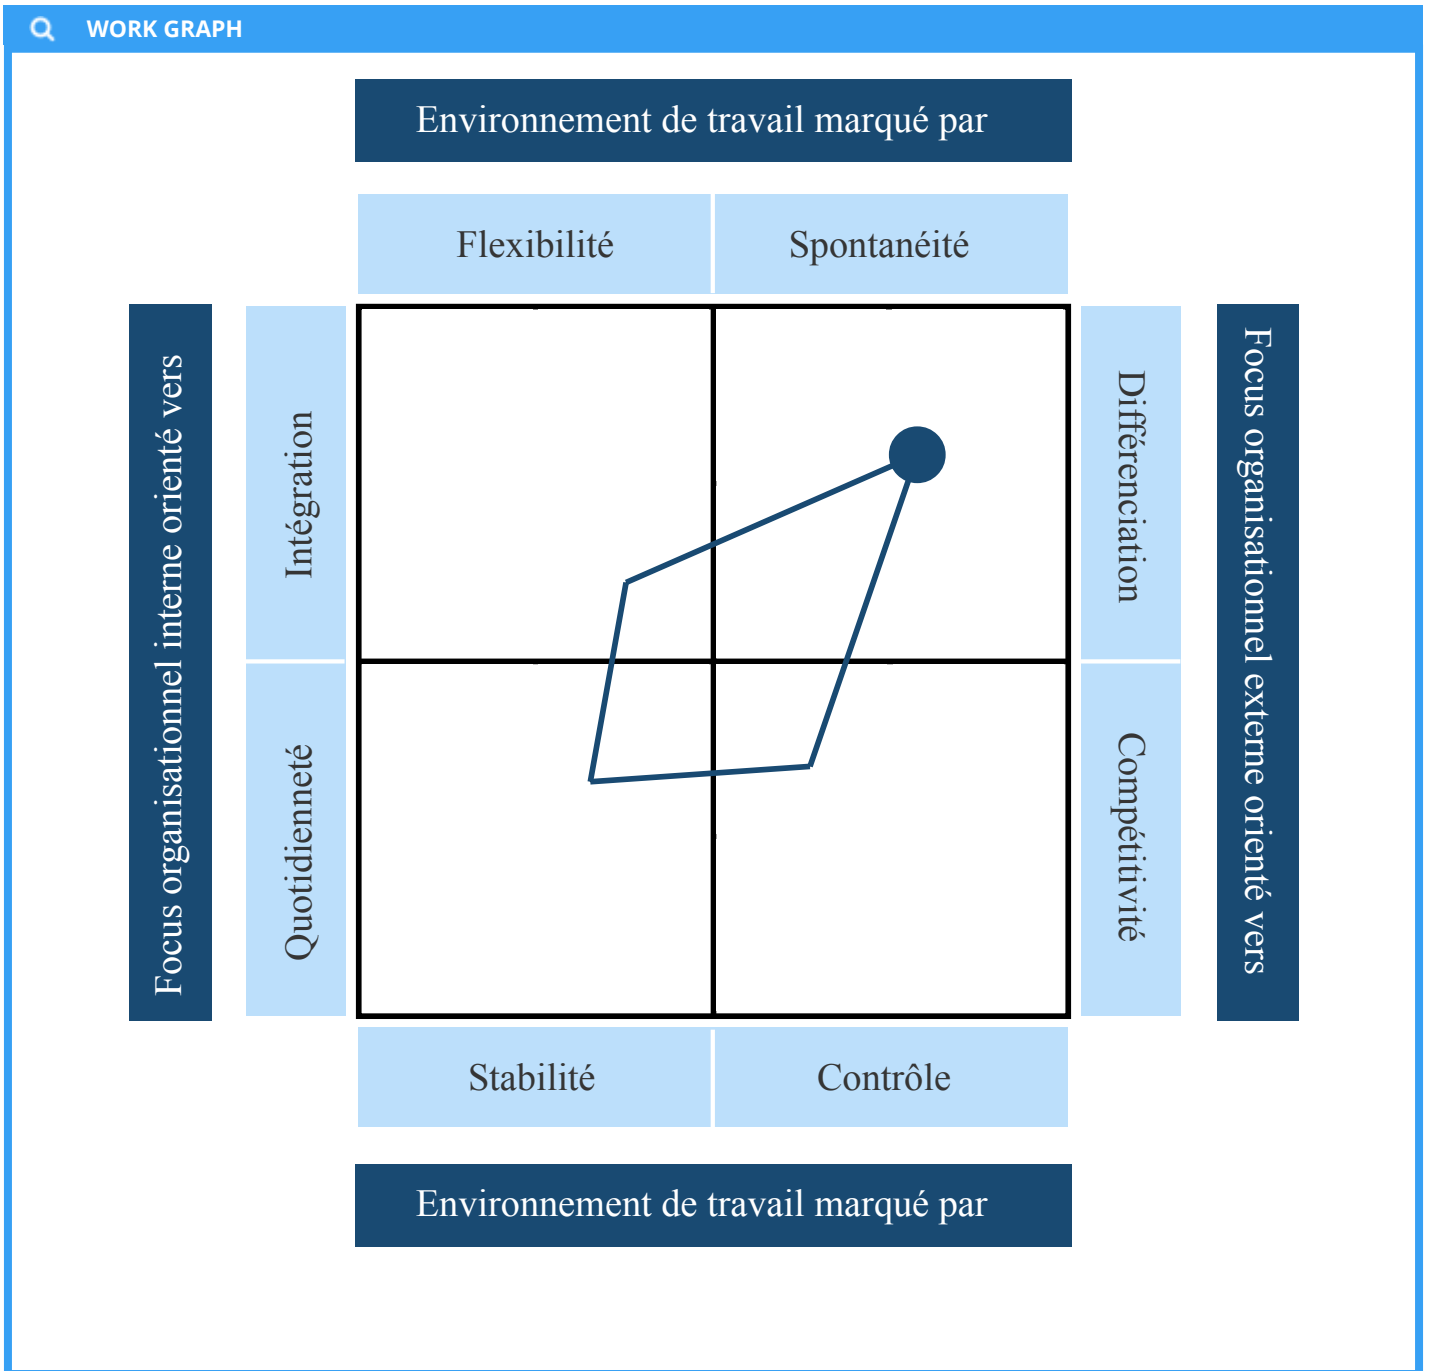 WORK GRAPH
Environnement de travail marqué par
Flexibilité
Spontanéité
Focus organisationnel interne orienté vers
Intégration
Quotidienneté
Différenciation
Compétitivité
Focus organisationnel externe orienté vers
Stabilité
Contrôle
Environnement de travail marqué par